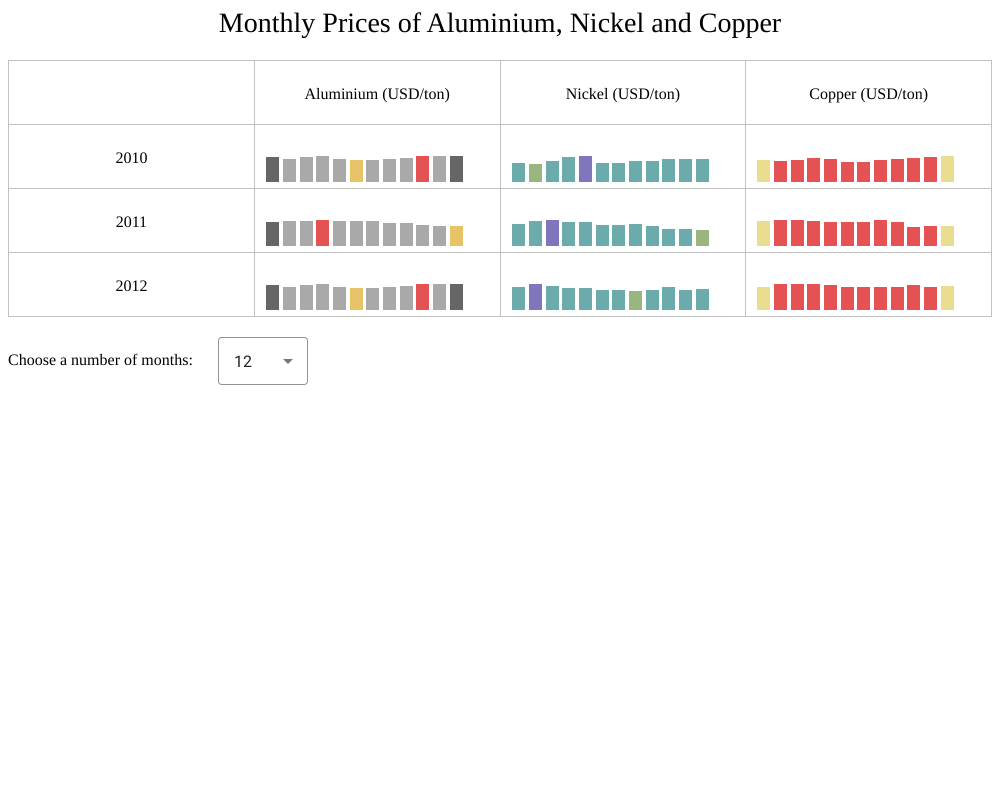 Monthly Prices of Aluminium, Nickel and Copper
Aluminium (USD/ton) Nickel (USD/ton) Copper (USD/ton)
2010
2011
2012
Choose a number of months: 12